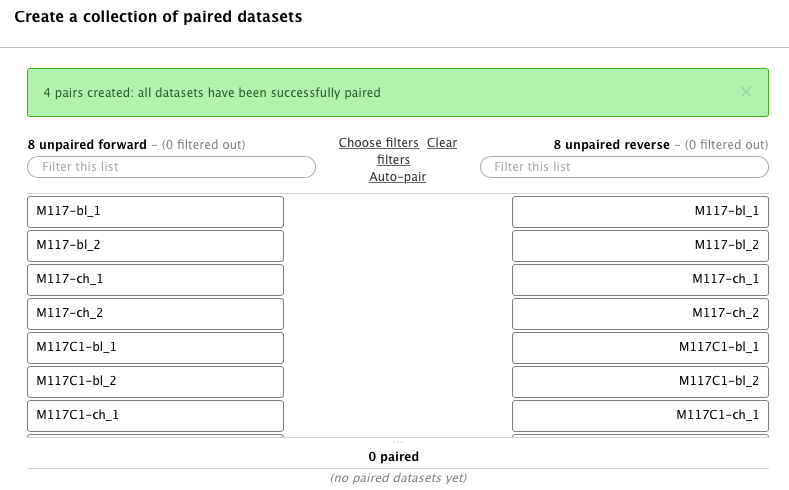 Create a collection of paired datasets
4 pairs created: all datasets have been successfully paired ×
8 unpaired forward – (0 filtered out)
Filter this list
Choose filters Clear
filters
Auto-pair
8 unpaired reverse – (0 filtered out)
Filter this list
M117-bl_1 M117-bl_1
M117-bl_2 M117-bl_2
M117-ch_1 M117-ch_1
M117-ch_2 M117-ch_2
M117C1-bl_1 M117C1-bl_1
M117C1-bl_2 M117C1-bl_2
M117C1-ch_1 M117C1-ch_1
...
0 paired
(no paired datasets yet)